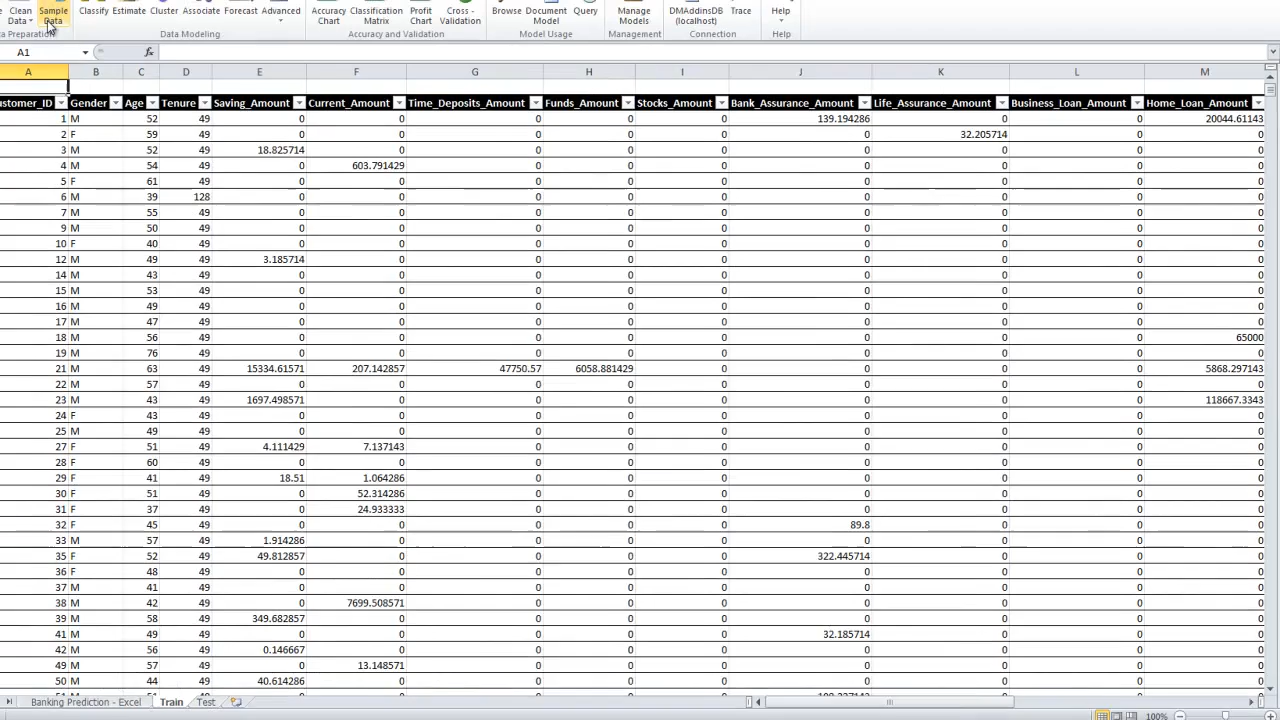 Clean Data Sample Data Classify Estimate Cluster Associate Forecast Advanced Accuracy Chart Classification Matrix Profit Chart Cross - Validation Browse Document Model Query Manage Models DMAddinsDB (localhost) Trace Help
Data Modeling Accuracy and Validation Model Usage Management Connection Help
A1 fx
A B C D E F G H I J K L M
ustomer_ID Gender Age Tenure Saving_Amount Current_Amount Time_Deposits_Amount Funds_Amount Stocks_Amount Bank_Assurance_Amount Life_Assurance_Amount Business_Loan_Amount Home_Loan_Amount
1 M 52 49 0 0 0 0 0 139.194286 0 0 20044.61143
2 F 59 49 0 0 0 0 0 0 32.205714 0 0
3 M 52 49 18.825714 0 0 0 0 0 0 0 0
4 M 54 49 0 603.791429 0 0 0 0 0 0 0
5 F 61 49 0 0 0 0 0 0 0 0 0
6 M 39 128 0 0 0 0 0 0 0 0 0
7 M 55 49 0 0 0 0 0 0 0 0 0
9 M 50 49 0 0 0 0 0 0 0 0 0
10 F 40 49 0 0 0 0 0 0 0 0 0
12 M 49 49 3.185714 0 0 0 0 0 0 0 0
14 M 43 49 0 0 0 0 0 0 0 0 0
15 M 53 49 0 0 0 0 0 0 0 0 0
16 M 49 49 0 0 0 0 0 0 0 0 0
17 M 47 49 0 0 0 0 0 0 0 0 0
18 M 56 49 0 0 0 0 0 0 0 0 65000
19 M 76 49 0 0 0 0 0 0 0 0 0
21 M 63 49 15334.61571 207.142857 47750.57 6058.881429 0 0 0 0 5868.297143
22 M 57 49 0 0 0 0 0 0 0 0 0
23 M 43 49 1697.498571 0 0 0 0 0 0 0 118667.3343
24 F 43 49 0 0 0 0 0 0 0 0 0
25 M 49 49 0 0 0 0 0 0 0 0 0
27 F 51 49 4.111429 7.137143 0 0 0 0 0 0 0
28 F 60 49 0 0 0 0 0 0 0 0 0
29 F 41 49 18.51 1.064286 0 0 0 0 0 0 0
30 F 51 49 0 52.314286 0 0 0 0 0 0 0
31 F 37 49 0 24.933333 0 0 0 0 0 0 0
32 F 45 49 0 0 0 0 0 89.8 0 0 0
33 M 57 49 1.914286 0 0 0 0 0 0 0 0
35 F 52 49 49.812857 0 0 0 0 322.445714 0 0 0
36 F 48 49 0 0 0 0 0 0 0 0 0
37 M 41 49 0 0 0 0 0 0 0 0 0
38 M 42 49 0 7699.508571 0 0 0 0 0 0 0
39 M 58 49 349.682857 0 0 0 0 0 0 0 0
41 M 49 49 0 0 0 0 0 32.185714 0 0 0
42 M 56 49 0.146667 0 0 0 0 0 0 0 0
49 M 57 49 0 13.148571 0 0 0 0 0 0 0
50 M 44 49 40.614286 0 0 0 0 0 0 0 0
Banking Prediction - Excel Train Test
100%